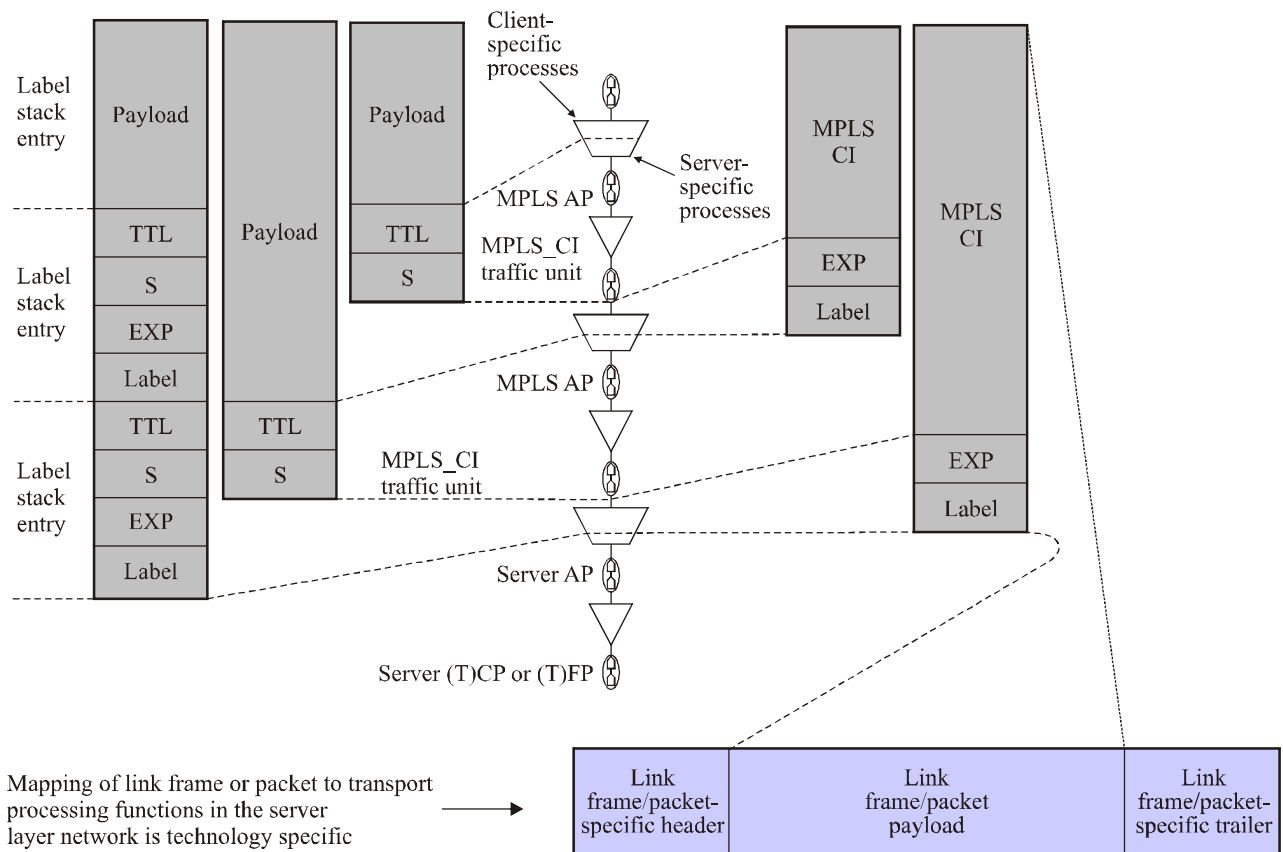 Client-
specific
processes
Label
stack
entry
Payload
Payload
MPLS
CI
Server-
specific
processes
MPLS AP
MPLS
CI
TTL
Payload
TTL
MPLS_CI
traffic unit
Label
stack
entry
S
S
EXP
EXP
Label
Label
MPLS AP
TTL
TTL
Label
stack
entry
S
S
MPLS_CI
traffic unit
EXP
EXP
Label
Label
Server AP
Server (T)CP or (T)FP
Mapping of link frame or packet to transport
processing functions in the server
layer network is technology specific
Link
frame/packet-
specific header
Link
frame/packet
payload
Link
frame/packet-
specific trailer